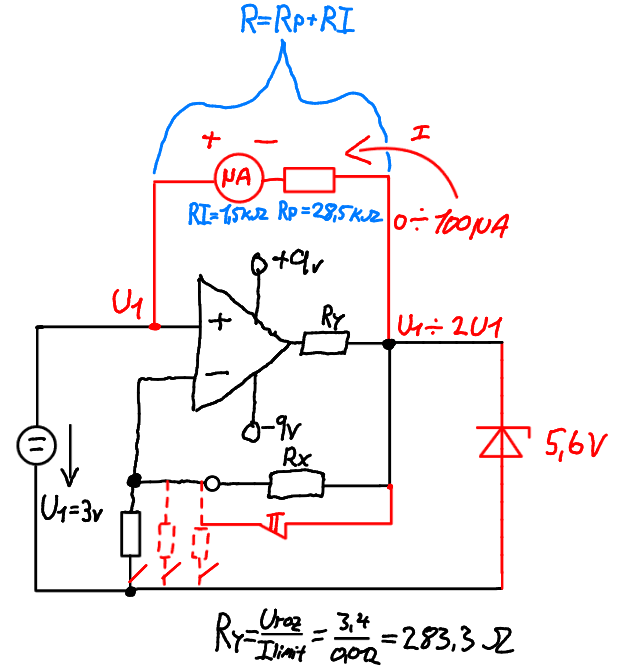 R=Rp+RI
I
+ −
μA
RI=1,5KΩ Rp=28,5KΩ
0÷100μA
+9v
U1
Ry
U1÷2U1
+
−
-9v
5,6V
Rx
=
U1=3v
Ry=Uroz/Ilimit=3,4/0,012=283,3 Ω